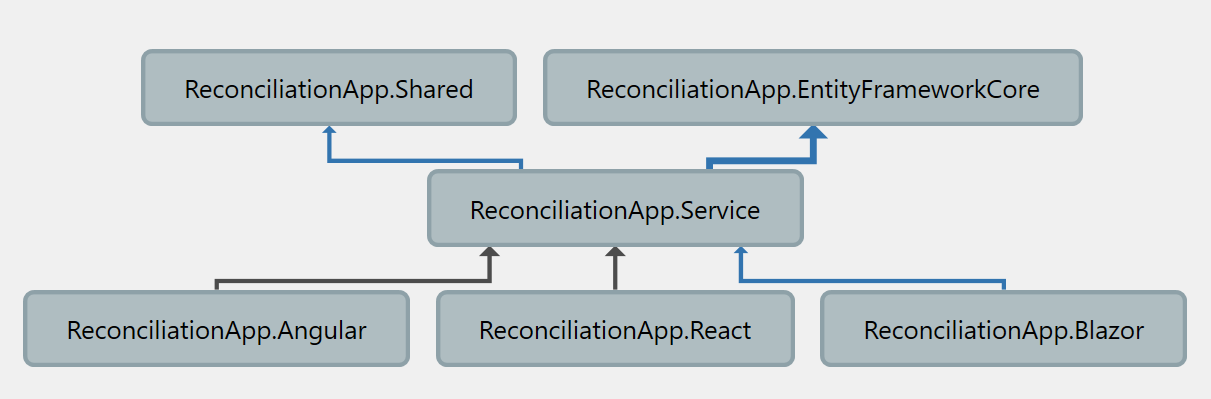 ReconciliationApp.Shared
ReconciliationApp.EntityFrameworkCore
ReconciliationApp.Service
ReconciliationApp.Angular
ReconciliationApp.React
ReconciliationApp.Blazor